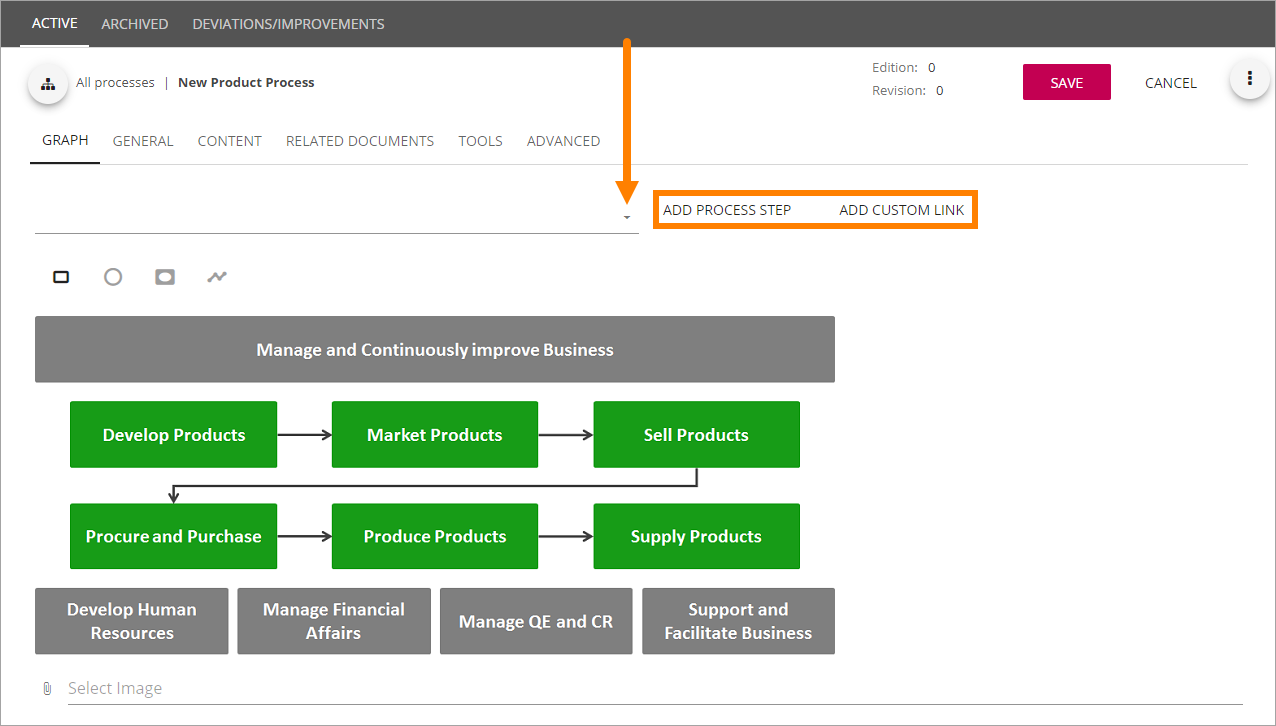 ACTIVE ARCHIVED DEVIATIONS/IMPROVEMENTS
All processes | New Product Process
Edition: 0
Revision: 0
SAVE CANCEL
GRAPH GENERAL CONTENT RELATED DOCUMENTS TOOLS ADVANCED
ADD PROCESS STEP ADD CUSTOM LINK
Manage and Continuously improve Business
Develop Products
Market Products
Sell Products
Procure and Purchase
Produce Products
Supply Products
Develop Human
Resources
Manage Financial
Affairs
Manage QE and CR
Support and
Facilitate Business
Select Image